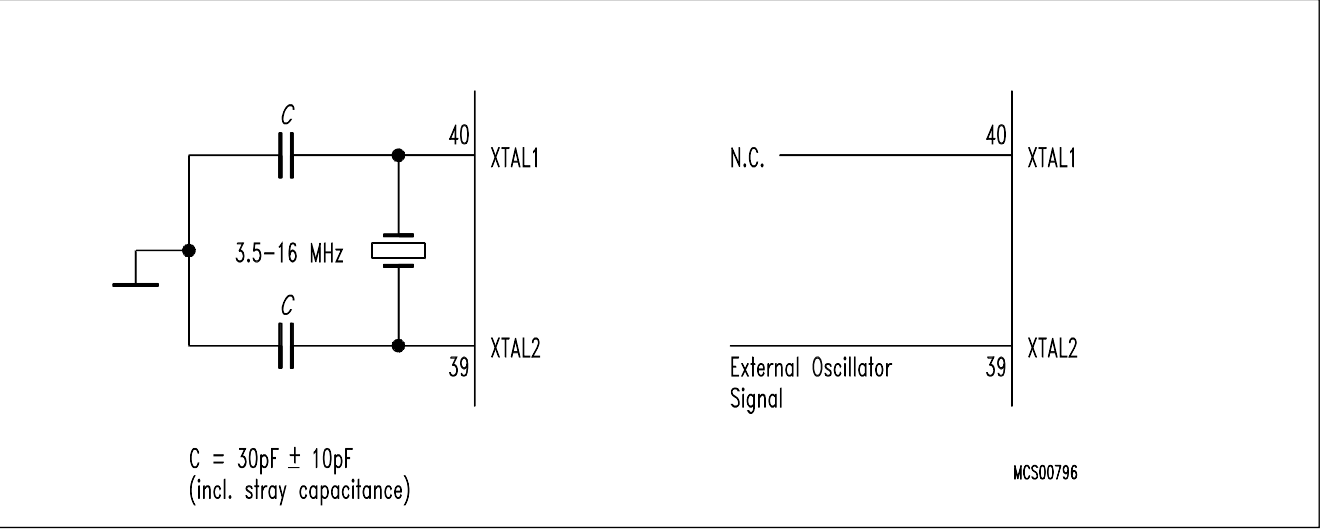 C
40
XTAL1
3.5-16 MHz
C
XTAL2
39
C = 30pF ± 10pF
(incl. stray capacitance)
40
N.C.
XTAL1
XTAL2
External Oscillator
39
Signal
MCS00796